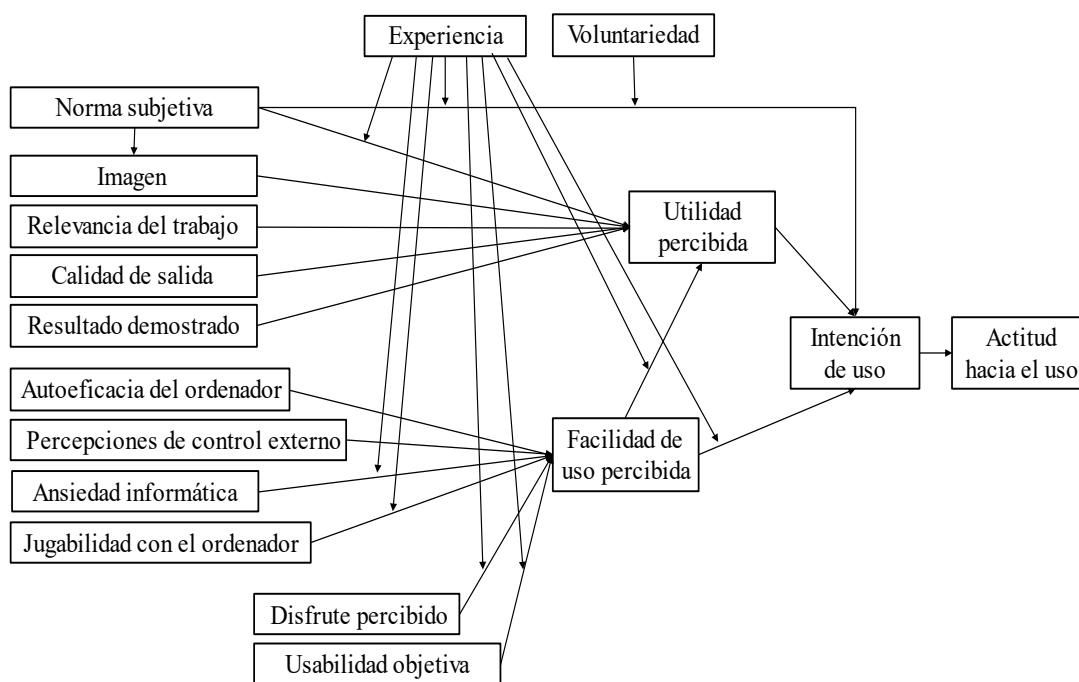 Experiencia
Voluntariedad
Norma subjetiva
Imagen
Relevancia del trabajo
Calidad de salida
Resultado demostrado
Utilidad
percibida
Autoeficacia del ordenador
Percepciones de control externo
Ansiedad informática
Jugabilidad con el ordenador
Facilidad de
uso percibida
Intención
de uso
Actitud
hacia el uso
Disfrute percibido
Usabilidad objetiva